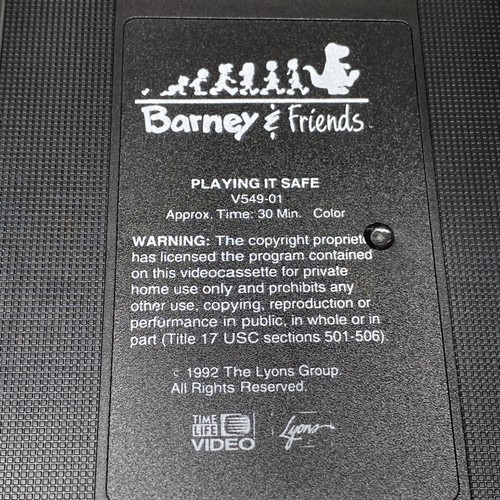 Barney & Friends
PLAYING IT SAFE
V549-01
Approx. Time: 30 Min. Color
WARNING: The copyright propriet
has licensed the program contained
on this videocassette for private
home use only and prohibits any
other use, copying, reproduction or
performance in public, in whole or in
part (Title 17 USC sections 501-506)
© 1992 The Lyons Group.
All Rights Reserved.
TIME
LIFE
VIDEO
Lyons